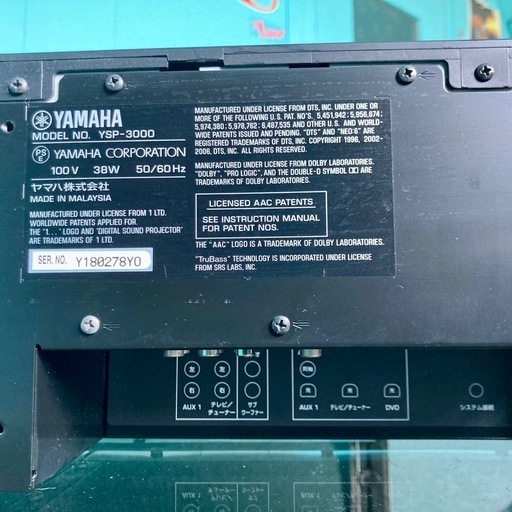 YAMAHA
MODEL NO. YSP-3000
PSE YAMAHA CORPORATION
100V 38W 50/60Hz
ヤマハ株式会社
MADE IN MALAYSIA
MANUFACTURED UNDER LICENSE FROM 1 LTD.
WORLDWIDE PATENTS APPLIED FOR.
THE "1..." LOGO AND "DIGITAL SOUND PROJECTOR"
ARE TRADEMARKS OF 1 LTD.
SER. NO. Y180278YO
MANUFACTURED UNDER LICENSE FROM DTS, INC. UNDER ONE OR
MORE OF THE FOLLOWING U.S. PAT. NO'S. 5,451,942; 5,956,674;
5,974,380; 5,978,762; 6,487,535 AND OTHER U.S. AND WORLD-
WIDE PATENTS ISSUED AND PENDING. "DTS" AND "NEO:6" ARE
REGISTERED TRADEMARKS OF DTS, INC. COPYRIGHT 1996, 2002-
2006, DTS, INC. ALL RIGHTS RESERVED.
MANUFACTURED UNDER LICENSE FROM DOLBY LABORATORIES.
"DOLBY", "PRO LOGIC", AND THE DOUBLE-D SYMBOL
ARE TRADEMARKS OF DOLBY LABORATORIES.
LICENSED AAC PATENTS
SEE INSTRUCTION MANUAL
FOR PATENT NOS.
THE "AAC" LOGO IS A TRADEMARK OF DOLBY LABORATORIES.
"TruBass" TECHNOLOGY IS INCORPORATED UNDER LICENSE
FROM SRS LABS, INC.
左 左 同軸
右 右 光 光 光
AUX 1 テレビ/チューナー サブウーファー AUX 1 テレビ/チューナー DVD システム接続